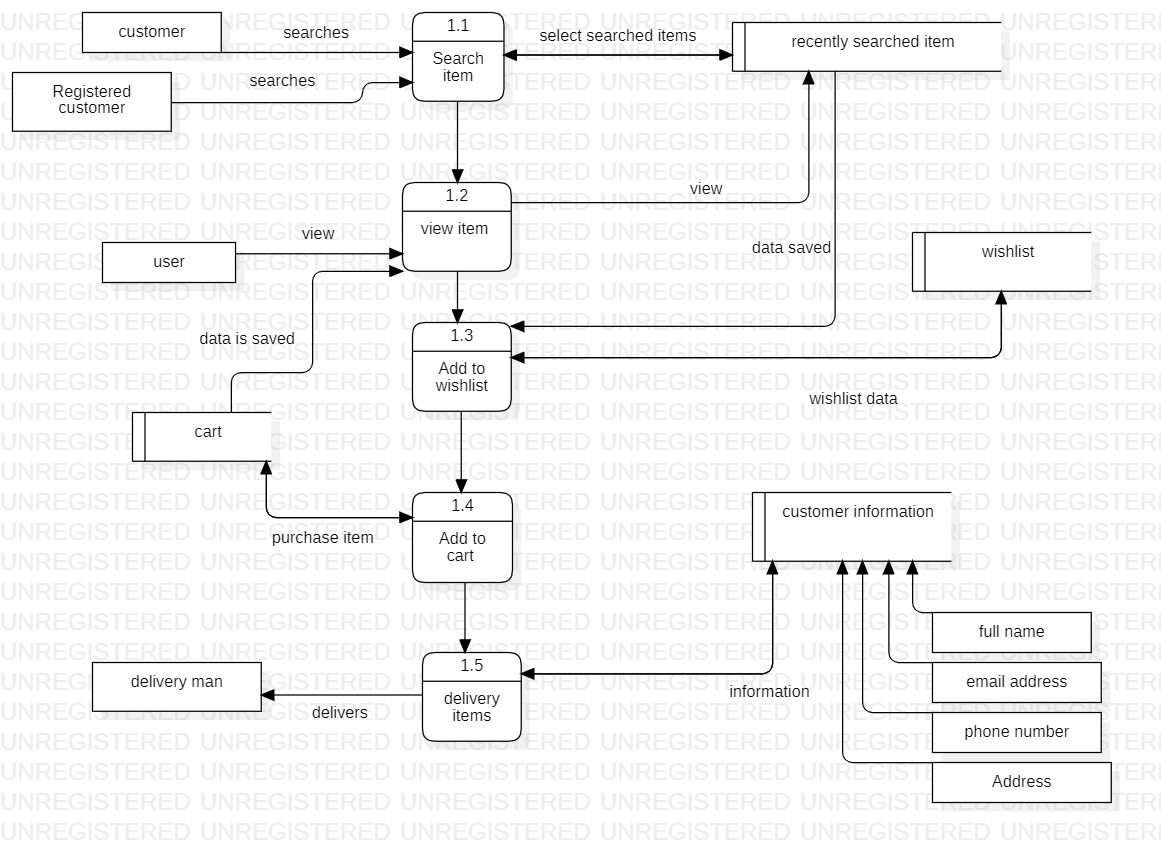 customer
searches
1.1
Search
item
select searched items
recently searched item
Registered
customer
searches
1.2
view item
view
view
user
data saved
wishlist
data is saved
1.3
Add to
wishlist
wishlist data
cart
1.4
Add to
cart
purchase item
customer information
full name
email address
phone number
Address
1.5
delivery
items
delivery man
delivers
information
UNREGISTERED